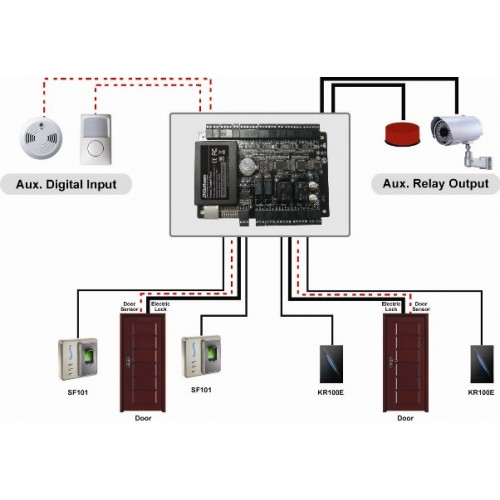 Aux. Digital Input
Aux. Relay Output
Door
Sensor
Electric
Lock
Electric
Lock
Door
Sensor
SF101
SF101
KR100E
KR100E
Door
Door